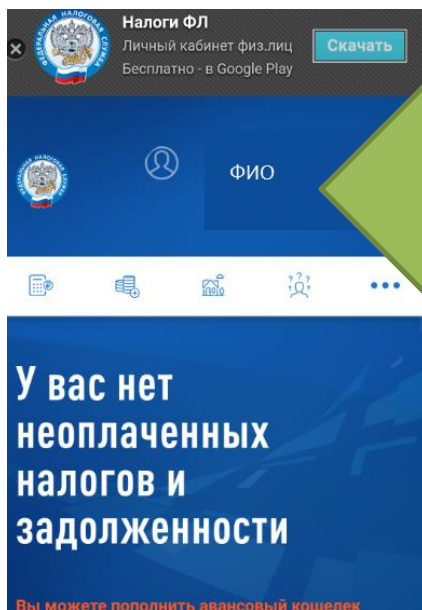 Налоги ФЛ
Личный кабинет физ.лиц
Бесплатно - в Google Play
Скачать
ФИО
У вас нет
неоплаченных
налогов и
задолженности
Вы можете пополнить авансовый кошелек